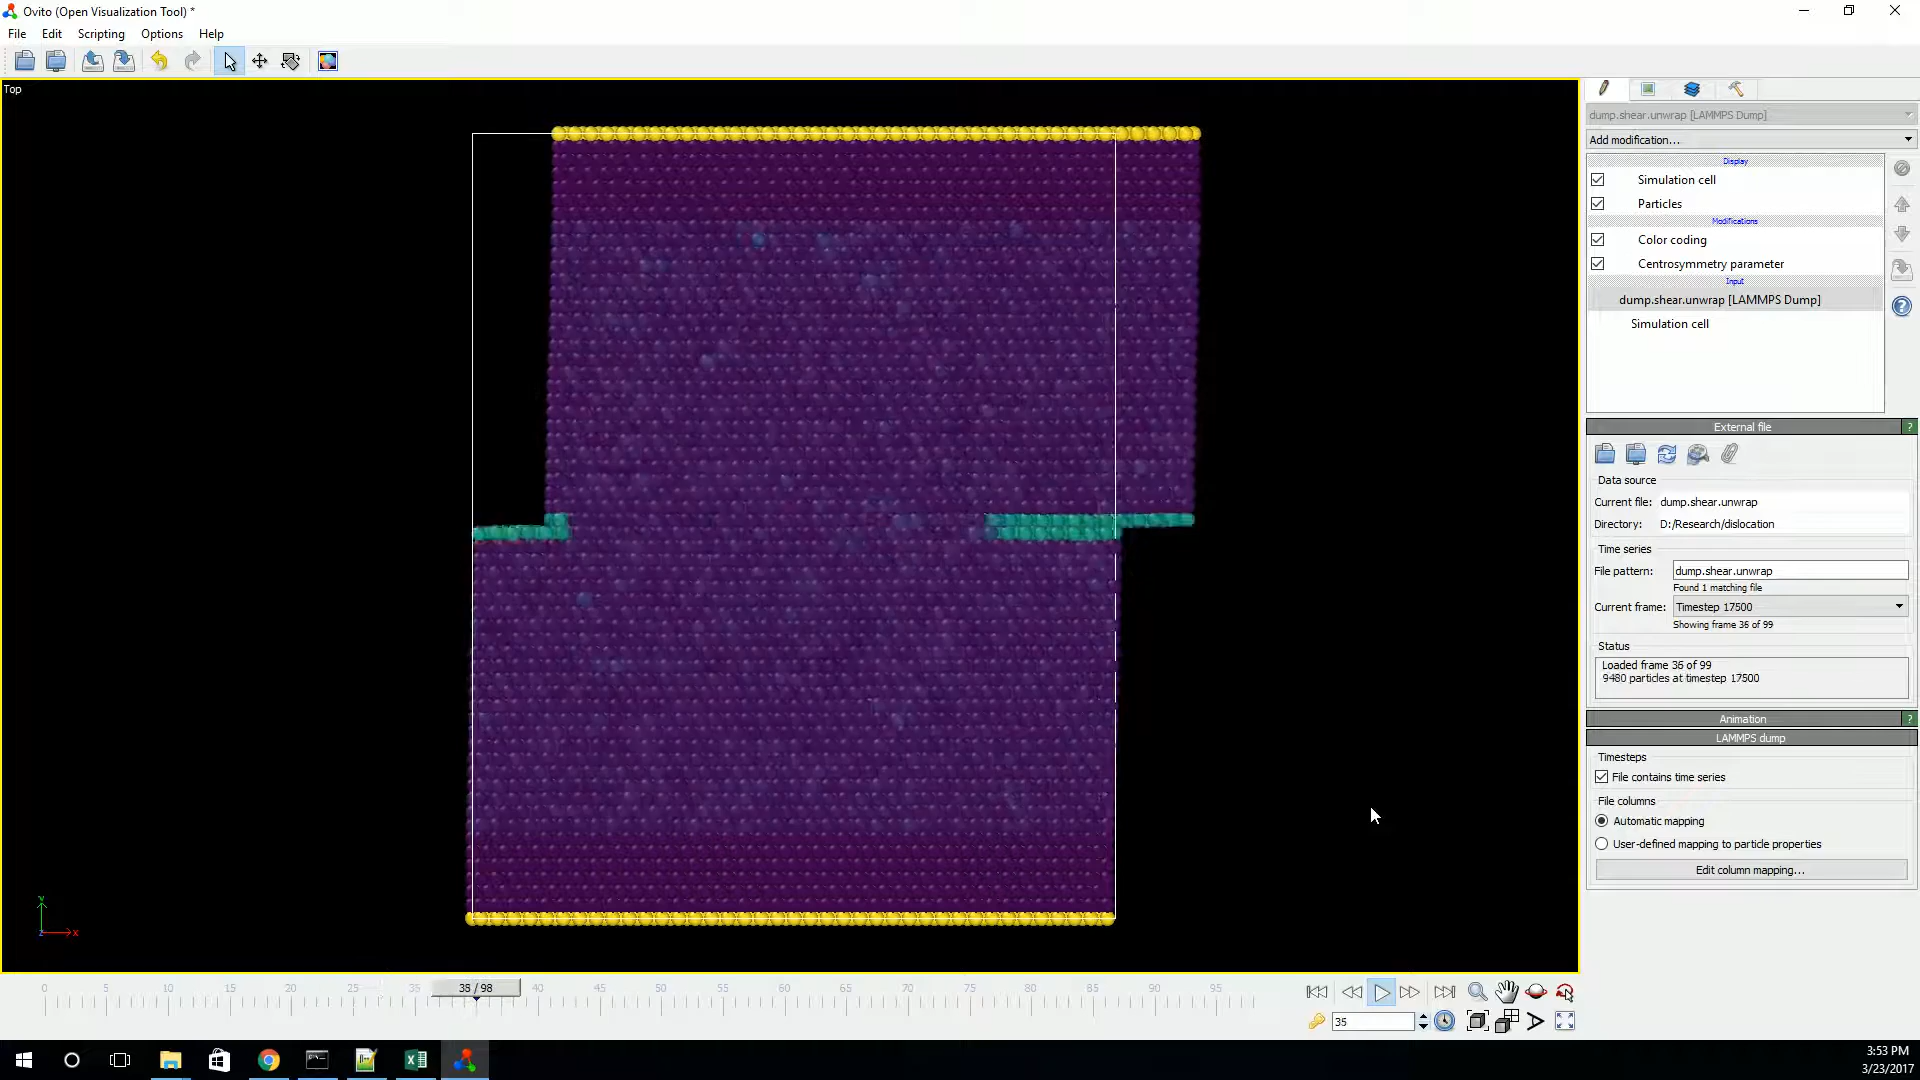 Ovito (Open Visualization Tool) *
File Edit Scripting Options Help
Top
dump.shear.unwrap [LAMMPS Dump]
Add modification...
Display
Simulation cell
Particles
Modifications
Color coding
Centrosymmetry parameter
Input
dump.shear.unwrap [LAMMPS Dump]
Simulation cell
External file ?
Data source
Current file: dump.shear.unwrap
Directory: D:/Research/dislocation
Time series
File pattern: dump.shear.unwrap
Found 1 matching file
Current frame: Timestep 17500
Showing frame 36 of 99
Status
Loaded frame 36 of 99
9480 particles at timestep 17500
Animation ?
LAMMPS dump
Timesteps
File contains time series
File columns
Automatic mapping
User-defined mapping to particle properties
Edit column mapping...
y
z x
0 5 10 15 20 25 30 35 35 / 98 40 45 50 55 60 65 70 75 80 85 90 95
35
3:53 PM
3/23/2017